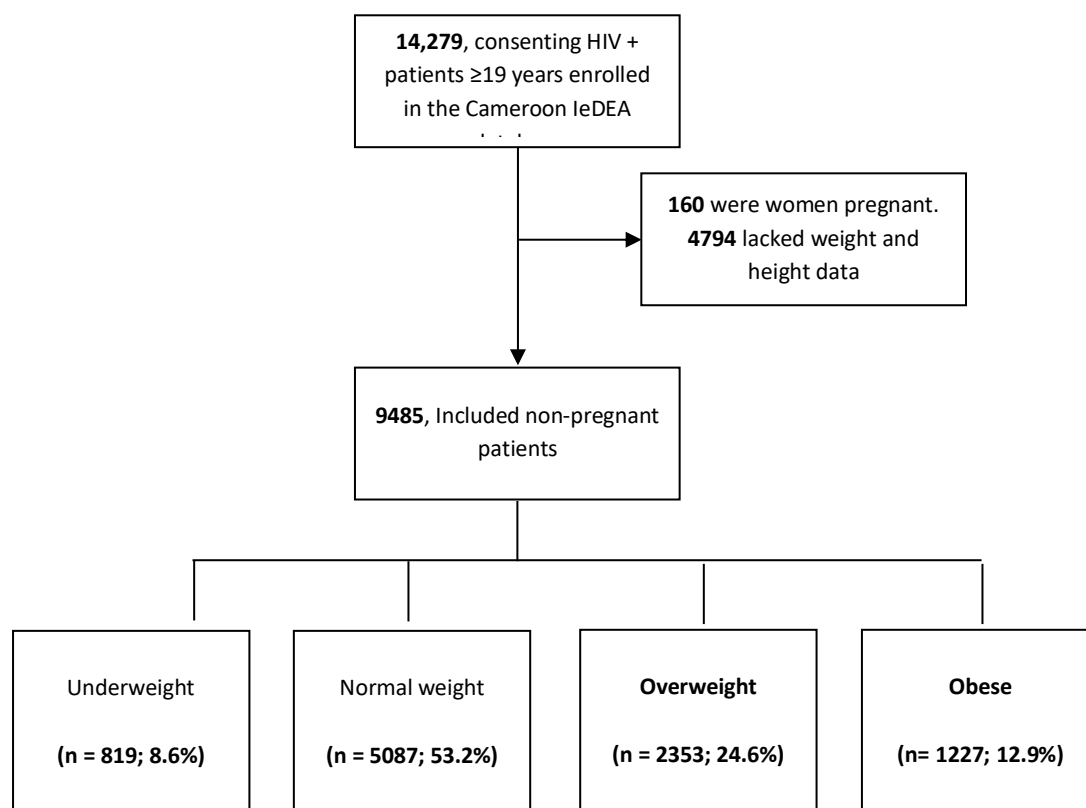 14,279, consenting HIV +
patients ≥19 years enrolled
in the Cameroon IeDEA
160 were women pregnant.
4794 lacked weight and
height data
9485, Included non-pregnant
patients
Underweight
(n = 819; 8.6%)
Normal weight
(n = 5087; 53.2%)
Overweight
(n = 2353; 24.6%)
Obese
(n= 1227; 12.9%)